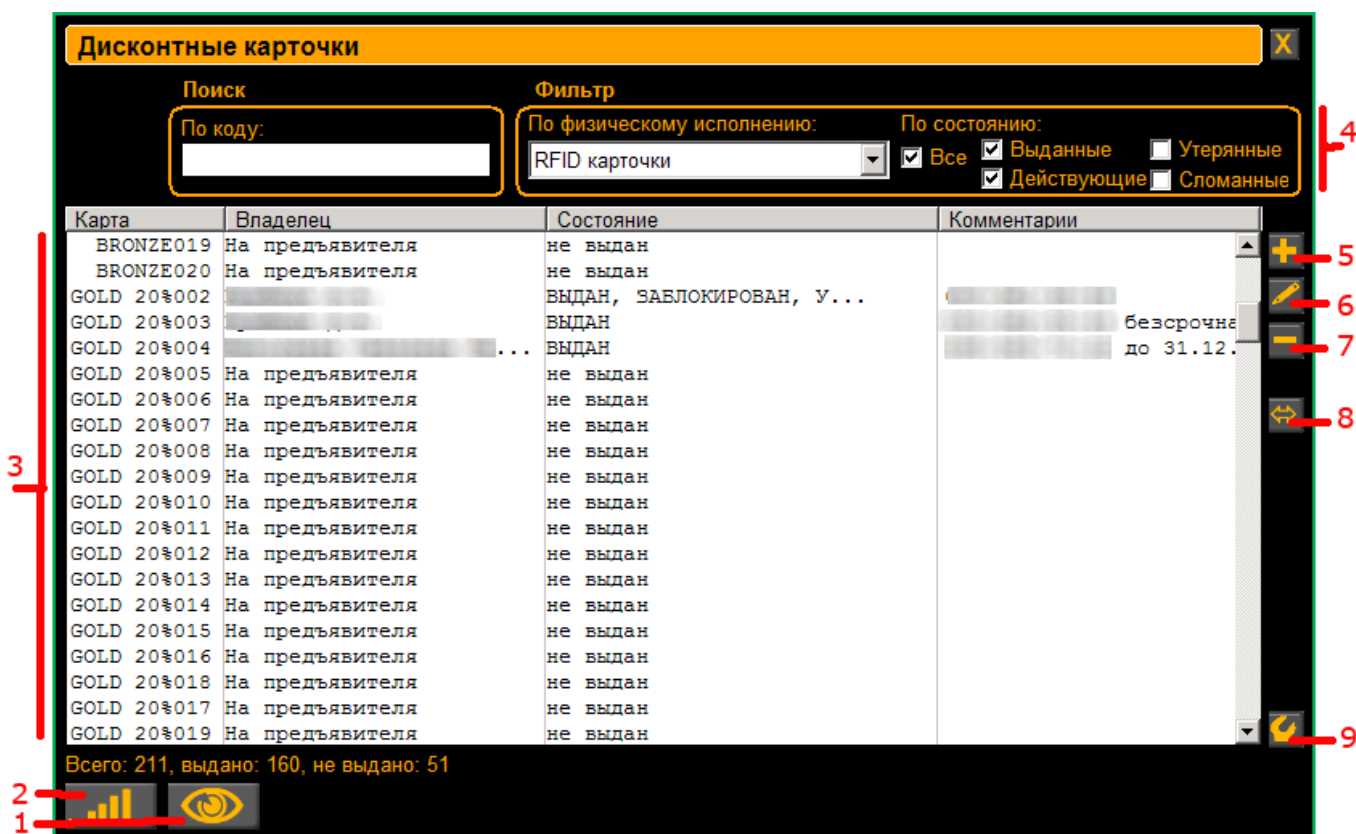 Дисконтные карточки X
Поиск Фильтр
По коду: По физическому исполнению: По состоянию: 4
RFID карточки Все Выданные Утерянные
Действующие Сломанные
Карта Владелец Состояние Комментарии
3
BRONZE019 На предъявителя не выдан 5
BRONZE020 На предъявителя не выдан
GOLD 20%002 ВЫДАН, ЗАБЛОКИРОВАН, У... 6
GOLD 20%003 ВЫДАН безсрочна
GOLD 20%004 ... ВЫДАН до 31.12. 7
GOLD 20%005 На предъявителя не выдан
GOLD 20%006 На предъявителя не выдан
GOLD 20%007 На предъявителя не выдан 8
GOLD 20%008 На предъявителя не выдан
GOLD 20%009 На предъявителя не выдан
GOLD 20%010 На предъявителя не выдан
GOLD 20%011 На предъявителя не выдан
GOLD 20%012 На предъявителя не выдан
GOLD 20%013 На предъявителя не выдан
GOLD 20%014 На предъявителя не выдан
GOLD 20%015 На предъявителя не выдан
GOLD 20%016 На предъявителя не выдан
GOLD 20%018 На предъявителя не выдан
GOLD 20%017 На предъявителя не выдан
GOLD 20%019 На предъявителя не выдан 9
Всего: 211, выдано: 160, не выдано: 51
2
1